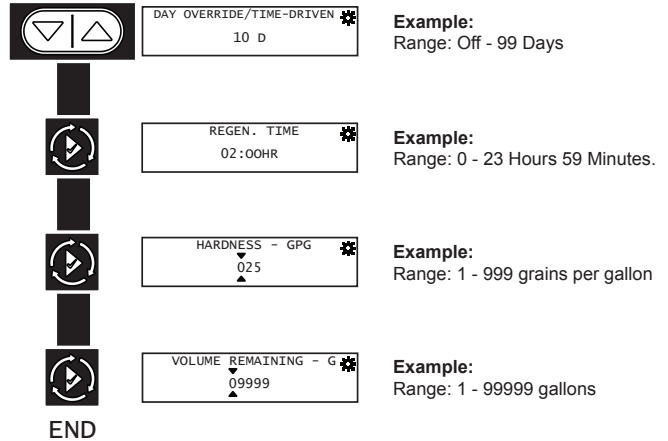 DAY OVERRIDE/TIME-DRIVEN
10 D
Example:
Range: Off - 99 Days
REGEN. TIME
02:00HR
Example:
Range: 0 - 23 Hours 59 Minutes.
HARDNESS - GPG
025
Example:
Range: 1 - 999 grains per gallon
VOLUME REMAINING - G
09999
Example:
Range: 1 - 99999 gallons
END